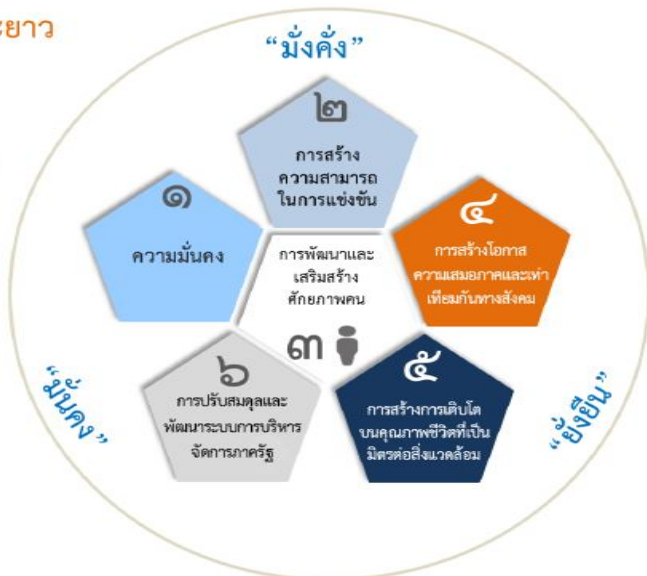 ะยาว
“มั่งคั่ง”
๒
การสร้าง
ความสามารถ
ในการแข่งขัน
๑
ความมั่นคง
๔
การสร้างโอกาส
ความเสมอภาคและเท่า
เทียมกันทางสังคม
การพัฒนาและ
เสริมสร้าง
ศักยภาพคน
๓
๖
การปรับสมดุลและ
พัฒนาระบบการบริหาร
จัดการภาครัฐ
๕
การสร้างการเติบโต
บนคุณภาพชีวิตที่เป็น
มิตรต่อสิ่งแวดล้อม
“มั่นคง”
“ยั่งยืน”